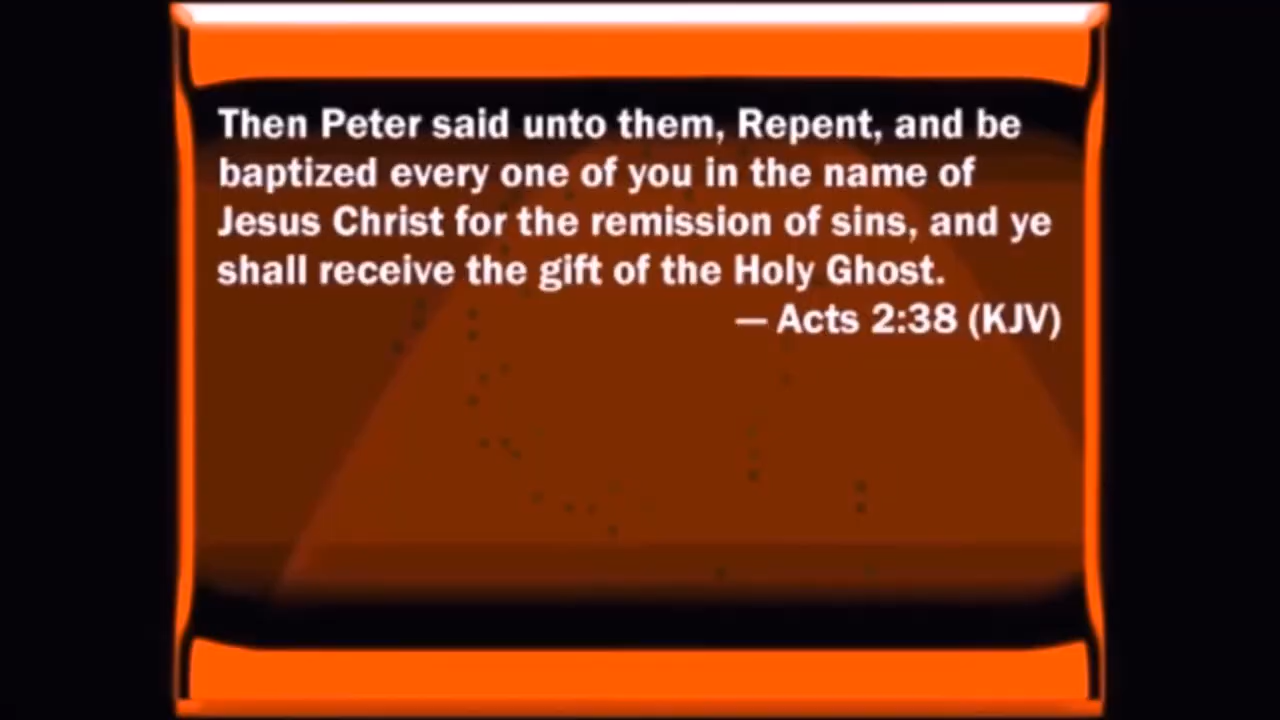 Then Peter said unto them, Repent, and be
baptized every one of you in the name of
Jesus Christ for the remission of sins, and ye
shall receive the gift of the Holy Ghost.
— Acts 2:38 (KJV)